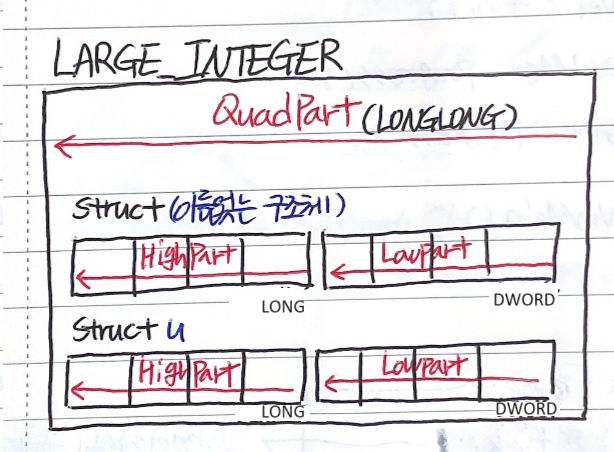 LARGE_INTEGER
QuadPart (LONGLONG)
struct (이름없는 구조체)
HighPart LowPart
LONG DWORD
Struct u
HighPart LowPart
LONG DWORD